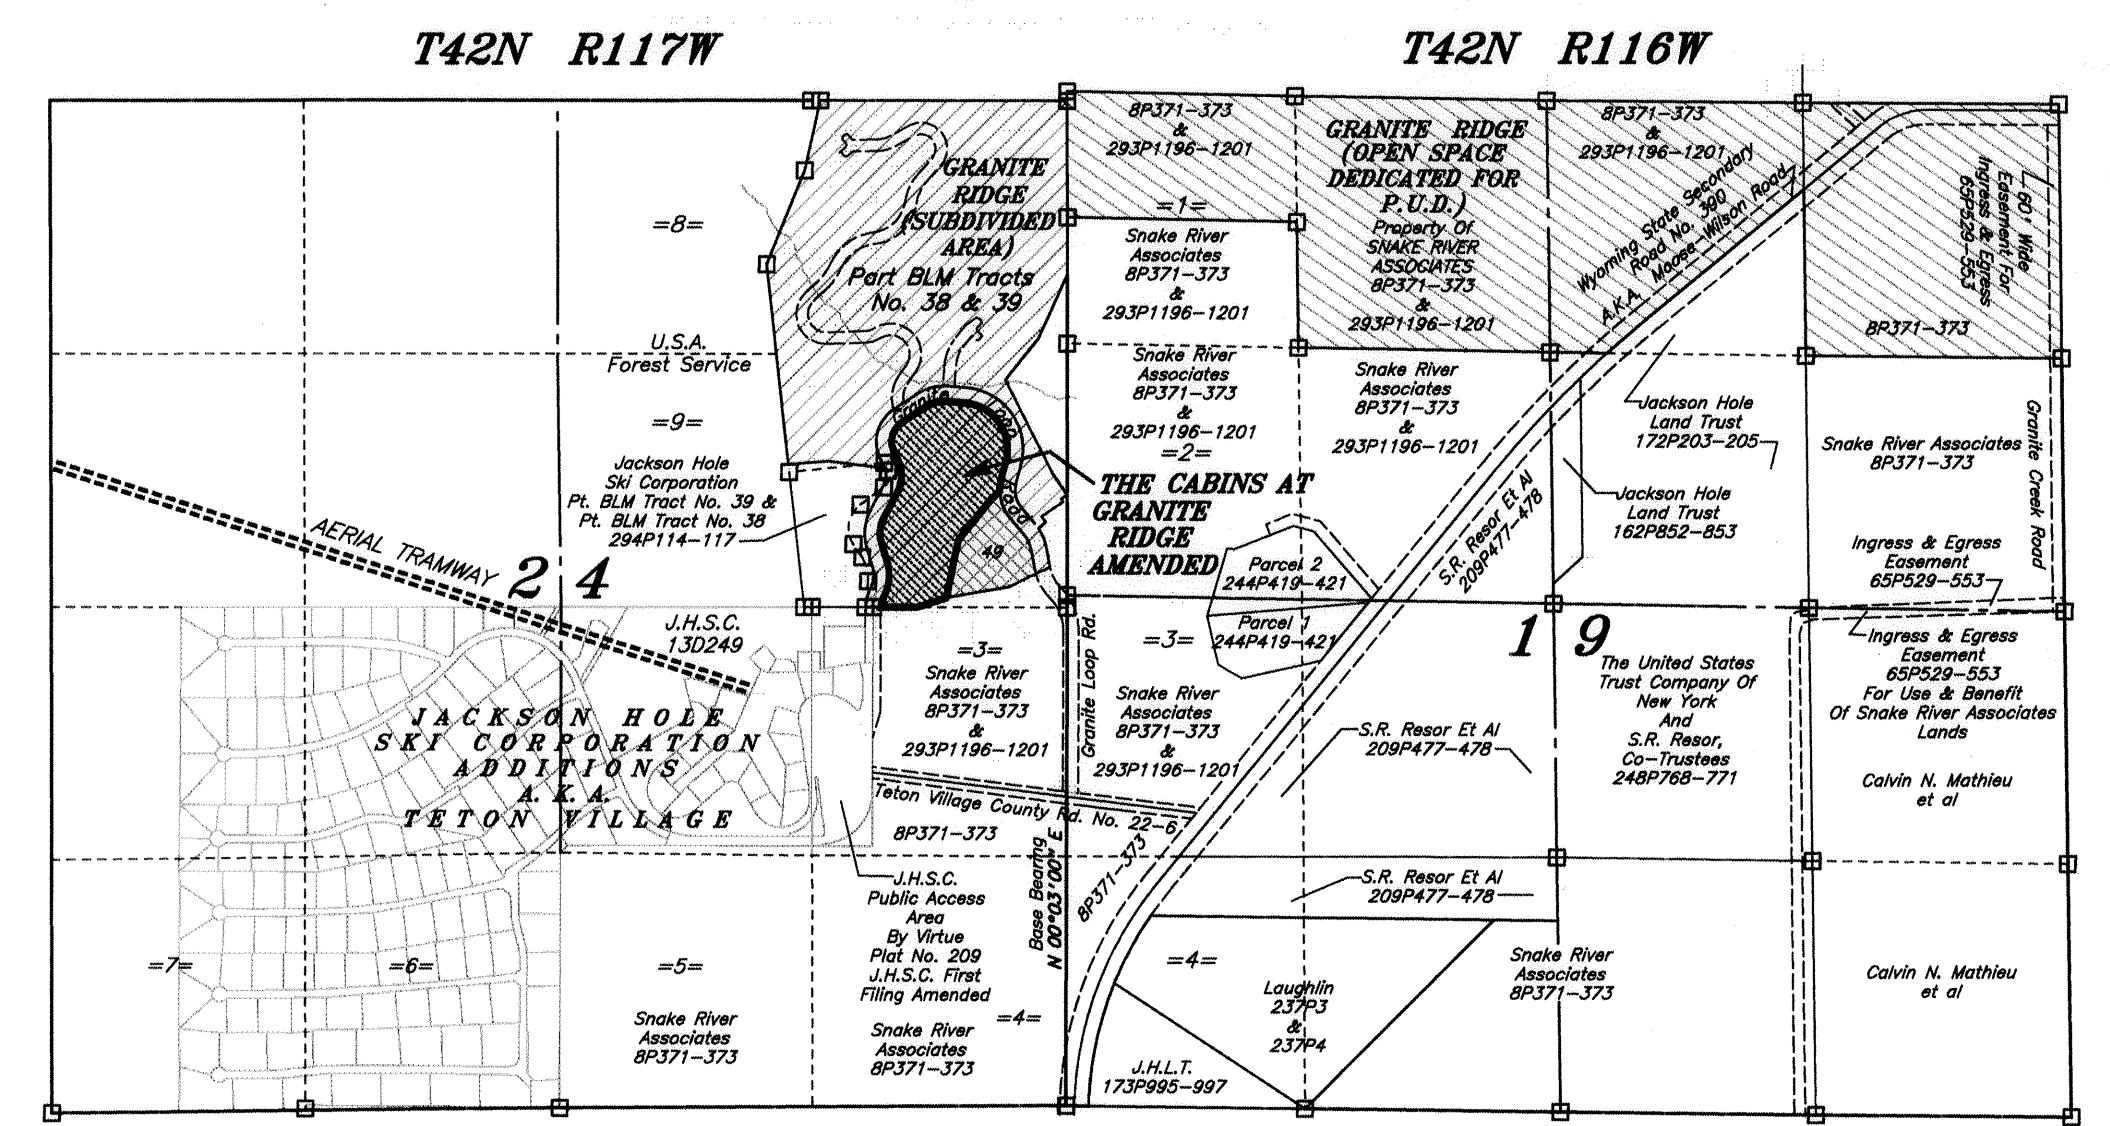 T42N R117W
T42N R116W
=8=
U.S.A.
Forest Service
=9=
Jackson Hole
Ski Corporation
Pt. BLM Tract No. 39 &
Pt. BLM Tract No. 38
294P114-117
AERIAL TRAMWAY
24
GRANITE
RIDGE
(SUBDIVIDED
AREA)
Part BLM Tracts
No. 38 & 39
Granite
Loop
Road
49
THE CABINS AT
GRANITE
RIDGE
AMENDED
8P371-373
&
293P1196-1201
=1=
Snake River
Associates
8P371-373
&
293P1196-1201
Snake River
Associates
8P371-373
&
293P1196-1201
=2=
GRANITE RIDGE
(OPEN SPACE
DEDICATED FOR
P.U.D.)
Property Of
SNAKE RIVER
ASSOCIATES
8P371-373
&
293P1196-1201
Snake River
Associates
8P371-373
&
293P1196-1201
8P371-373
&
293P1196-1201
Wyoming State Secondary
Road No. 390
A.K.A. Moose-Wilson Road
60' Wide
Easement For
Ingress & Egress
65P529-553
8P371-373
Jackson Hole
Land Trust
172P203-205
Jackson Hole
Land Trust
162P852-853
S.R. Resor Et Al
209P477-478
Snake River Associates
8P371-373
Granite Creek Road
Ingress & Egress
Easement
65P529-553
Parcel 2
244P419-421
Parcel 1
244P419-421
19
J.H.S.C.
13D249
JACKSON HOLE
SKI CORPORATION
ADDITIONS
A.K.A.
TETON VILLAGE
=3=
Snake River
Associates
8P371-373
&
293P1196-1201
Granite Loop Rd.
=3=
Snake River
Associates
8P371-373
&
293P1196-1201
Teton Village County Rd. No. 22-6
8P371-373
Base Bearing
N 00°03'00" E
8P371-373
S.R. Resor Et Al
209P477-478
The United States
Trust Company Of
New York
And
S.R. Resor,
Co-Trustees
248P768-771
Ingress & Egress
Easement
65P529-553
For Use & Benefit
Of Snake River Associates
Lands
Calvin N. Mathieu
et al
=7=
=6=
=5=
Snake River
Associates
8P371-373
J.H.S.C.
Public Access
Area
By Virtue
Plat No. 209
J.H.S.C. First
Filing Amended
Snake River
Associates
8P371-373
=4=
S.R. Resor Et Al
209P477-478
=4=
Laughlin
237P3
&
237P4
J.H.L.T.
173P995-997
Snake River
Associates
8P371-373
Calvin N. Mathieu
et al